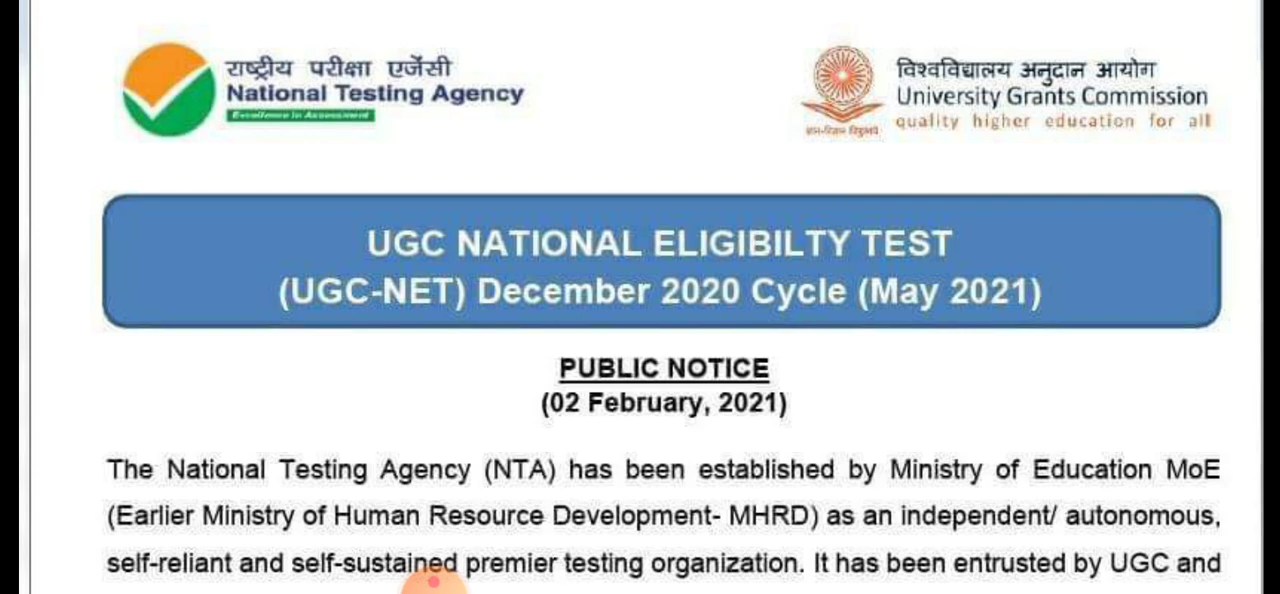 राष्ट्रीय परीक्षा एजेंसी
National Testing Agency
Excellence in Assessment
विश्वविद्यालय अनुदान आयोग
University Grants Commission
quality higher education for all
UGC NATIONAL ELIGIBILTY TEST
(UGC-NET) December 2020 Cycle (May 2021)
PUBLIC NOTICE
(02 February, 2021)
The National Testing Agency (NTA) has been established by Ministry of Education MoE
(Earlier Ministry of Human Resource Development- MHRD) as an independent/ autonomous,
self-reliant and self-sustained premier testing organization. It has been entrusted by UGC and